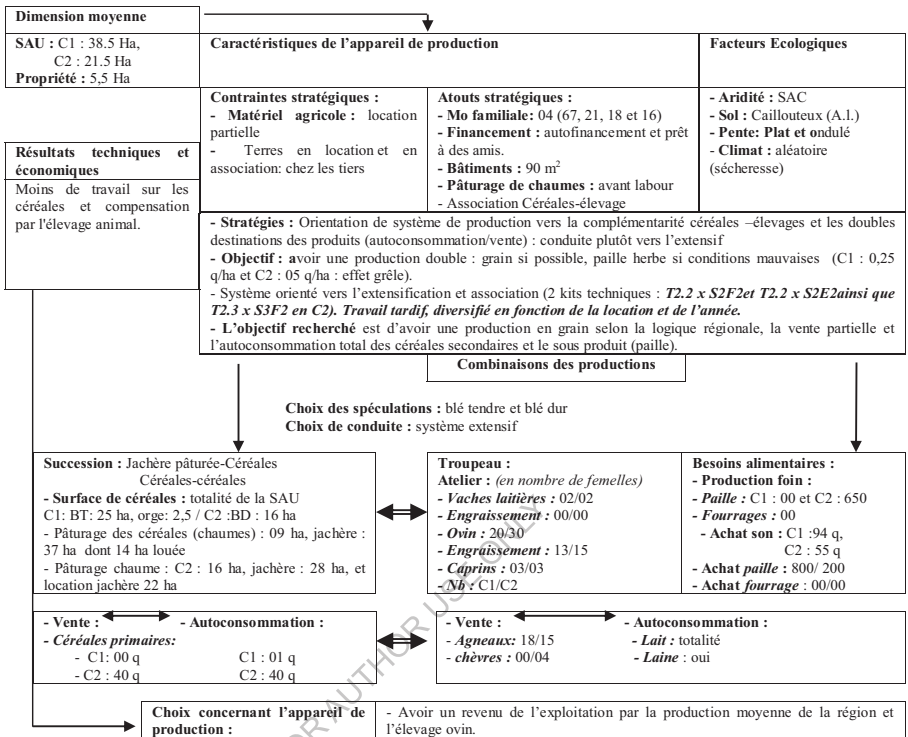 Dimension moyenne
SAU : C1 : 38.5 Ha,
C2 : 21.5 Ha
Propriété : 5,5 Ha
Caractéristiques de l'appareil de production
Facteurs Ecologiques
Contraintes stratégiques :
- Matériel agricole : location
partielle
- Terres en location et en
association: chez les tiers
Atouts stratégiques :
- Mo familiale: 04 (67, 21, 18 et 16)
- Financement : autofinancement et prêt
à des amis.
- Bâtiments : 90 m²
- Pâturage de chaumes : avant labour
- Association Céréales-élevage
- Aridité : SAC
- Sol : Caillouteux (A.l.)
- Pente: Plat et ondulé
- Climat : aléatoire
(sécheresse)
Résultats techniques et
économiques
Moins de travail sur les
céréales et compensation
par l'élevage animal.
- Stratégies : Orientation de système de production vers la complémentarité céréales –élevages et les doubles
destinations des produits (autoconsommation/vente) : conduite plutôt vers l'extensif
- Objectif : avoir une production double : grain si possible, paille herbe si conditions mauvaises (C1 : 0,25
q/ha et C2 : 05 q/ha : effet grêle).
- Système orienté vers l'extensification et association (2 kits techniques : T2.2 x S2F2et T2.2 x S2E2ainsi que
T2.3 x S3F2 en C2). Travail tardif, diversifié en fonction de la location et de l'année.
- L'objectif recherché est d'avoir une production en grain selon la logique régionale, la vente partielle et
l'autoconsommation total des céréales secondaires et le sous produit (paille).
Combinaisons des productions
Choix des spéculations : blé tendre et blé dur
Choix de conduite : système extensif
Succession : Jachère pâturée-Céréales
Céréales-céréales
- Surface de céréales : totalité de la SAU
C1: BT: 25 ha, orge: 2,5 / C2 :BD : 16 ha
- Pâturage des céréales (chaumes) : 09 ha, jachère :
37 ha dont 14 ha louée
- Pâturage chaume : C2 : 16 ha, jachère : 28 ha, et
location jachère 22 ha
Troupeau :
Atelier : (en nombre de femelles)
- Vaches laitières : 02/02
- Engraissement : 00/00
- Ovin : 20/30
- Engraissement : 13/15
- Caprins : 03/03
- Nb : C1/C2
Besoins alimentaires :
- Production foin :
- Paille : C1 : 00 et C2 : 650
- Fourrages : 00
- Achat son : C1 :94 q,
C2 : 55 q
- Achat paille : 800/ 200
- Achat fourrage : 00/00
- Vente : - Autoconsommation :
- Céréales primaires:
- C1: 00 q C1 : 01 q
- C2 : 40 q C2 : 40 q
- Vente : - Autoconsommation :
- Agneaux: 18/15 - Lait : totalité
- chèvres : 00/04 - Laine : oui
Choix concernant l'appareil de
production :
- Avoir un revenu de l'exploitation par la production moyenne de la région et
l'élevage ovin.
OR AUTHOR USE ONLY